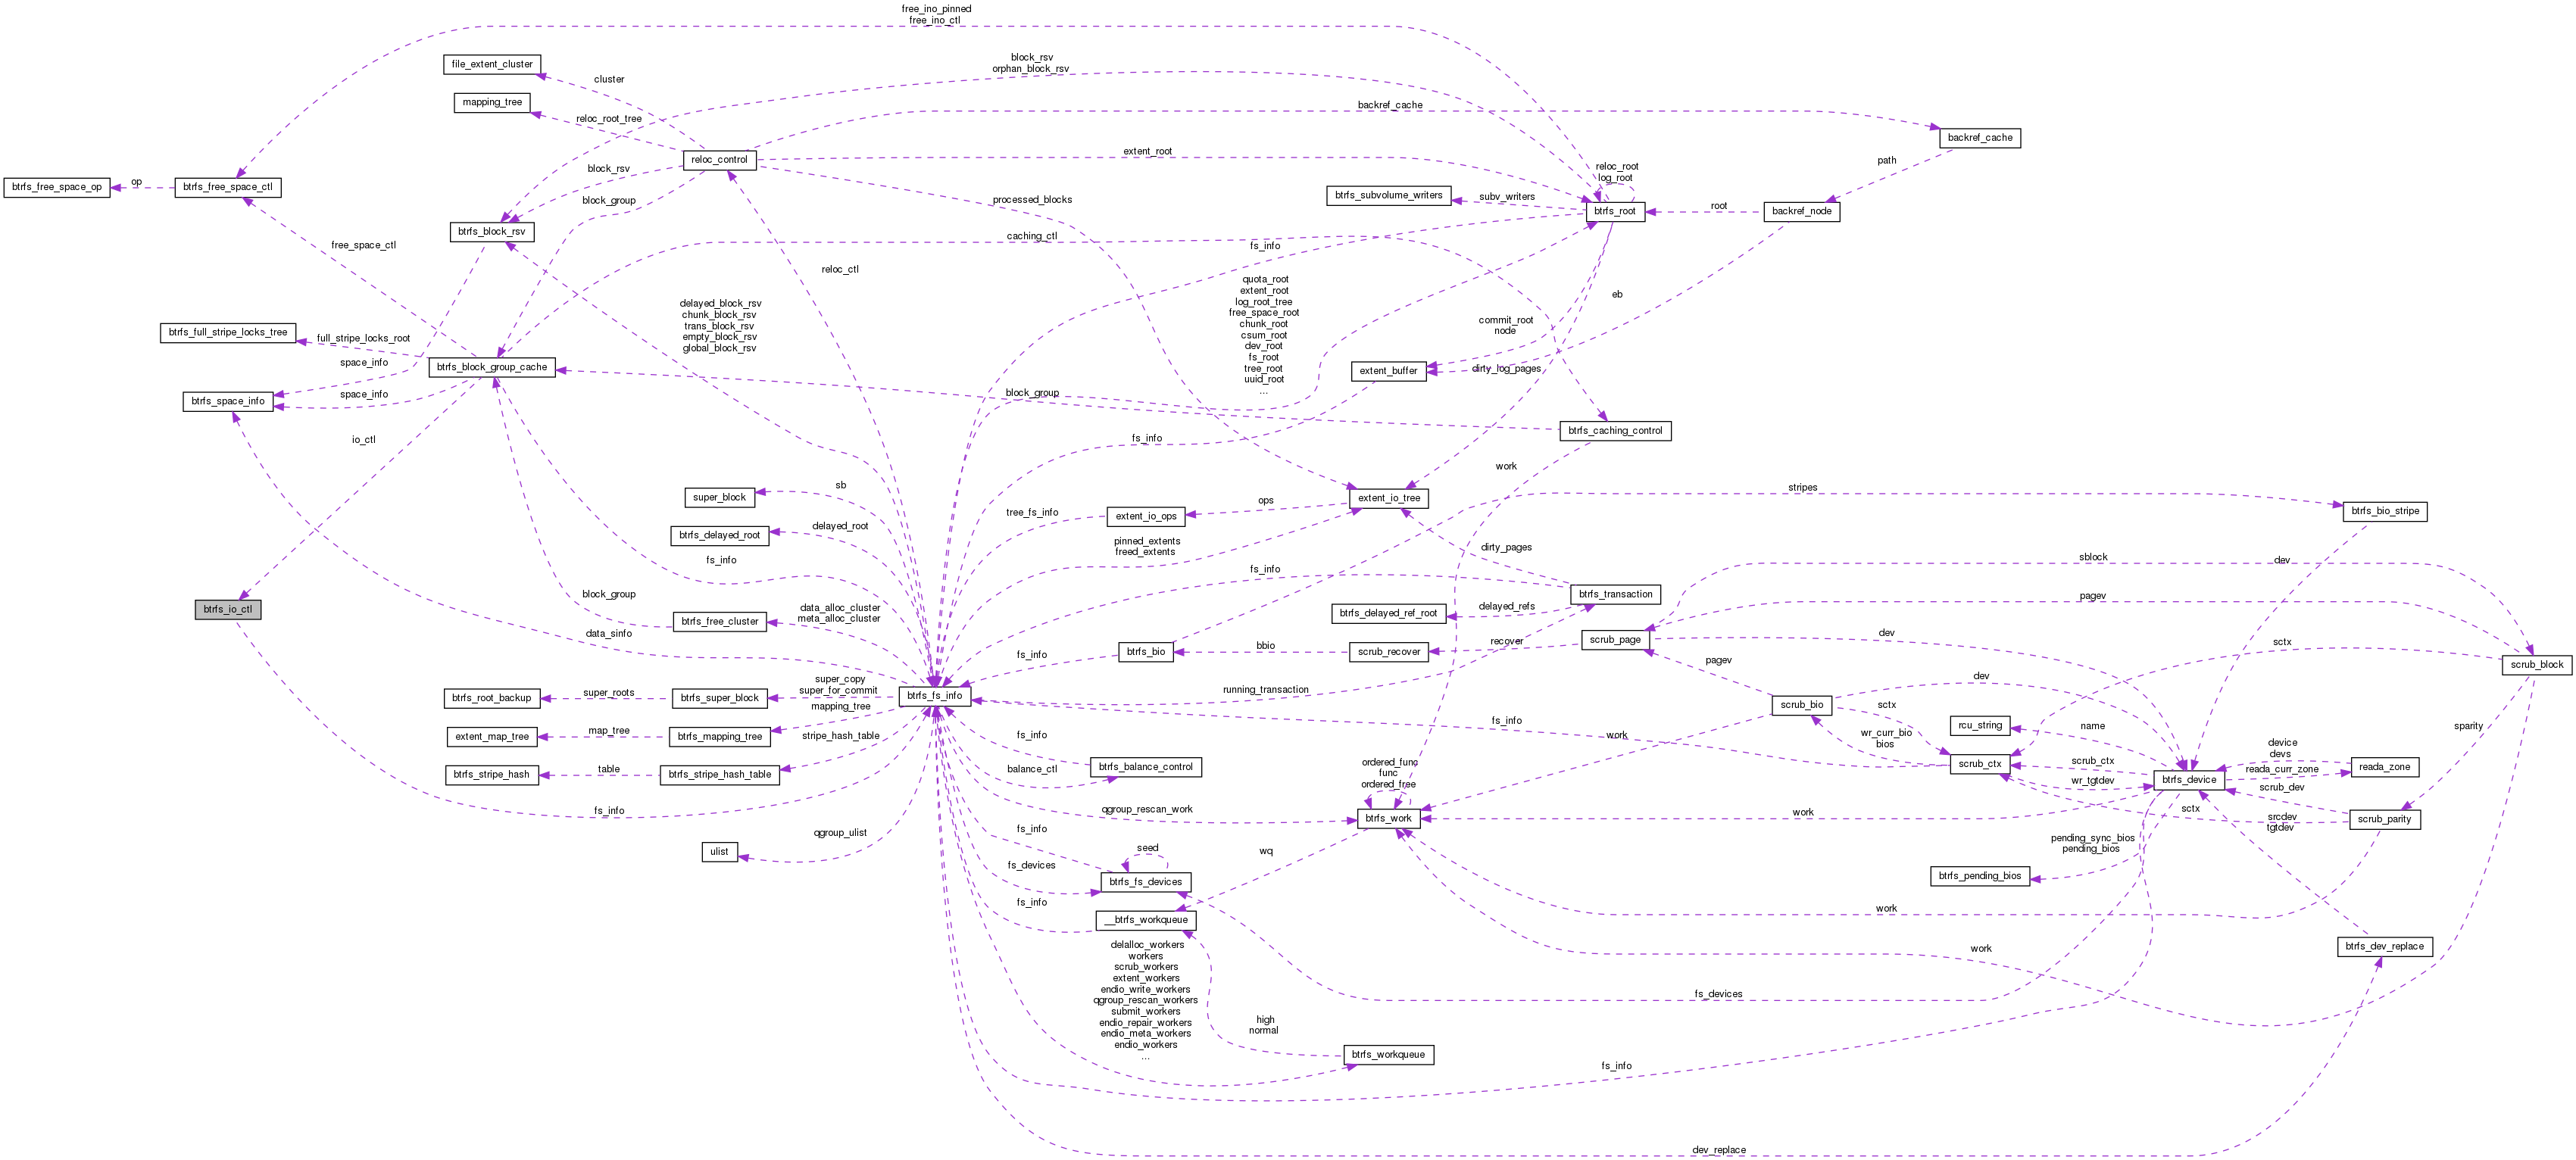 free_ino_pinned
free_ino_ctl
block_rsv
orphan_block_rsv
file_extent_cluster
cluster
mapping_tree
backref_cache
reloc_root_tree
backref_cache
reloc_control
extent_root
path
block_rsv
reloc_root
log_root
btrfs_free_space_op
op
btrfs_free_space_ctl
btrfs_subvolume_writers
subv_writers
block_group
processed_blocks
root
btrfs_root
backref_node
btrfs_block_rsv
caching_ctl
free_space_ctl
fs_info
reloc_ctl
quota_root
extent_root
log_root_tree
free_space_root
chunk_root
csum_root
dev_root
fs_root
tree_root
uuid_root
...
eb
delayed_block_rsv
chunk_block_rsv
trans_block_rsv
empty_block_rsv
global_block_rsv
commit_root
node
btrfs_full_stripe_locks_tree
full_stripe_locks_root
space_info
btrfs_block_group_cache
extent_buffer
dirty_log_pages
space_info
block_group
btrfs_space_info
btrfs_caching_control
io_ctl
fs_info
work
sb
stripes
super_block
extent_io_tree
ops
tree_fs_info
extent_io_ops
btrfs_bio_stripe
delayed_root
btrfs_delayed_root
pinned_extents
freed_extents
dirty_pages
fs_info
sblock
dev
fs_info
block_group
btrfs_transaction
pagev
btrfs_io_ctl
data_alloc_cluster
meta_alloc_cluster
btrfs_delayed_ref_root
delayed_refs
btrfs_free_cluster
data_sinfo
dev
scrub_page
recover
sctx
bbio
btrfs_bio
fs_info
scrub_recover
pagev
scrub_block
super_copy
super_for_commit
running_transaction
dev
btrfs_root_backup
super_roots
btrfs_super_block
btrfs_fs_info
mapping_tree
scrub_bio
sctx
fs_info
rcu_string
name
sparity
extent_map_tree
map_tree
btrfs_mapping_tree
stripe_hash_table
fs_info
work
wr_curr_bio
bios
device
devs
btrfs_stripe_hash
table
btrfs_stripe_hash_table
balance_ctl
btrfs_balance_control
ordered_func
func
ordered_free
scrub_ctx
scrub_ctx
wr_tgtdev
btrfs_device
reada_curr_zone
reada_zone
scrub_dev
fs_info
qgroup_rescan_work
btrfs_work
work
sctx
srcdev
tgtdev
scrub_parity
qgroup_ulist
fs_info
ulist
seed
wq
pending_sync_bios
pending_bios
fs_devices
btrfs_fs_devices
btrfs_pending_bios
fs_info
__btrfs_workqueue
work
delalloc_workers
workers
scrub_workers
extent_workers
endio_write_workers
qgroup_rescan_workers
submit_workers
endio_repair_workers
endio_meta_workers
endio_workers
...
work
btrfs_dev_replace
fs_devices
high
normal
btrfs_workqueue
fs_info
dev_replace